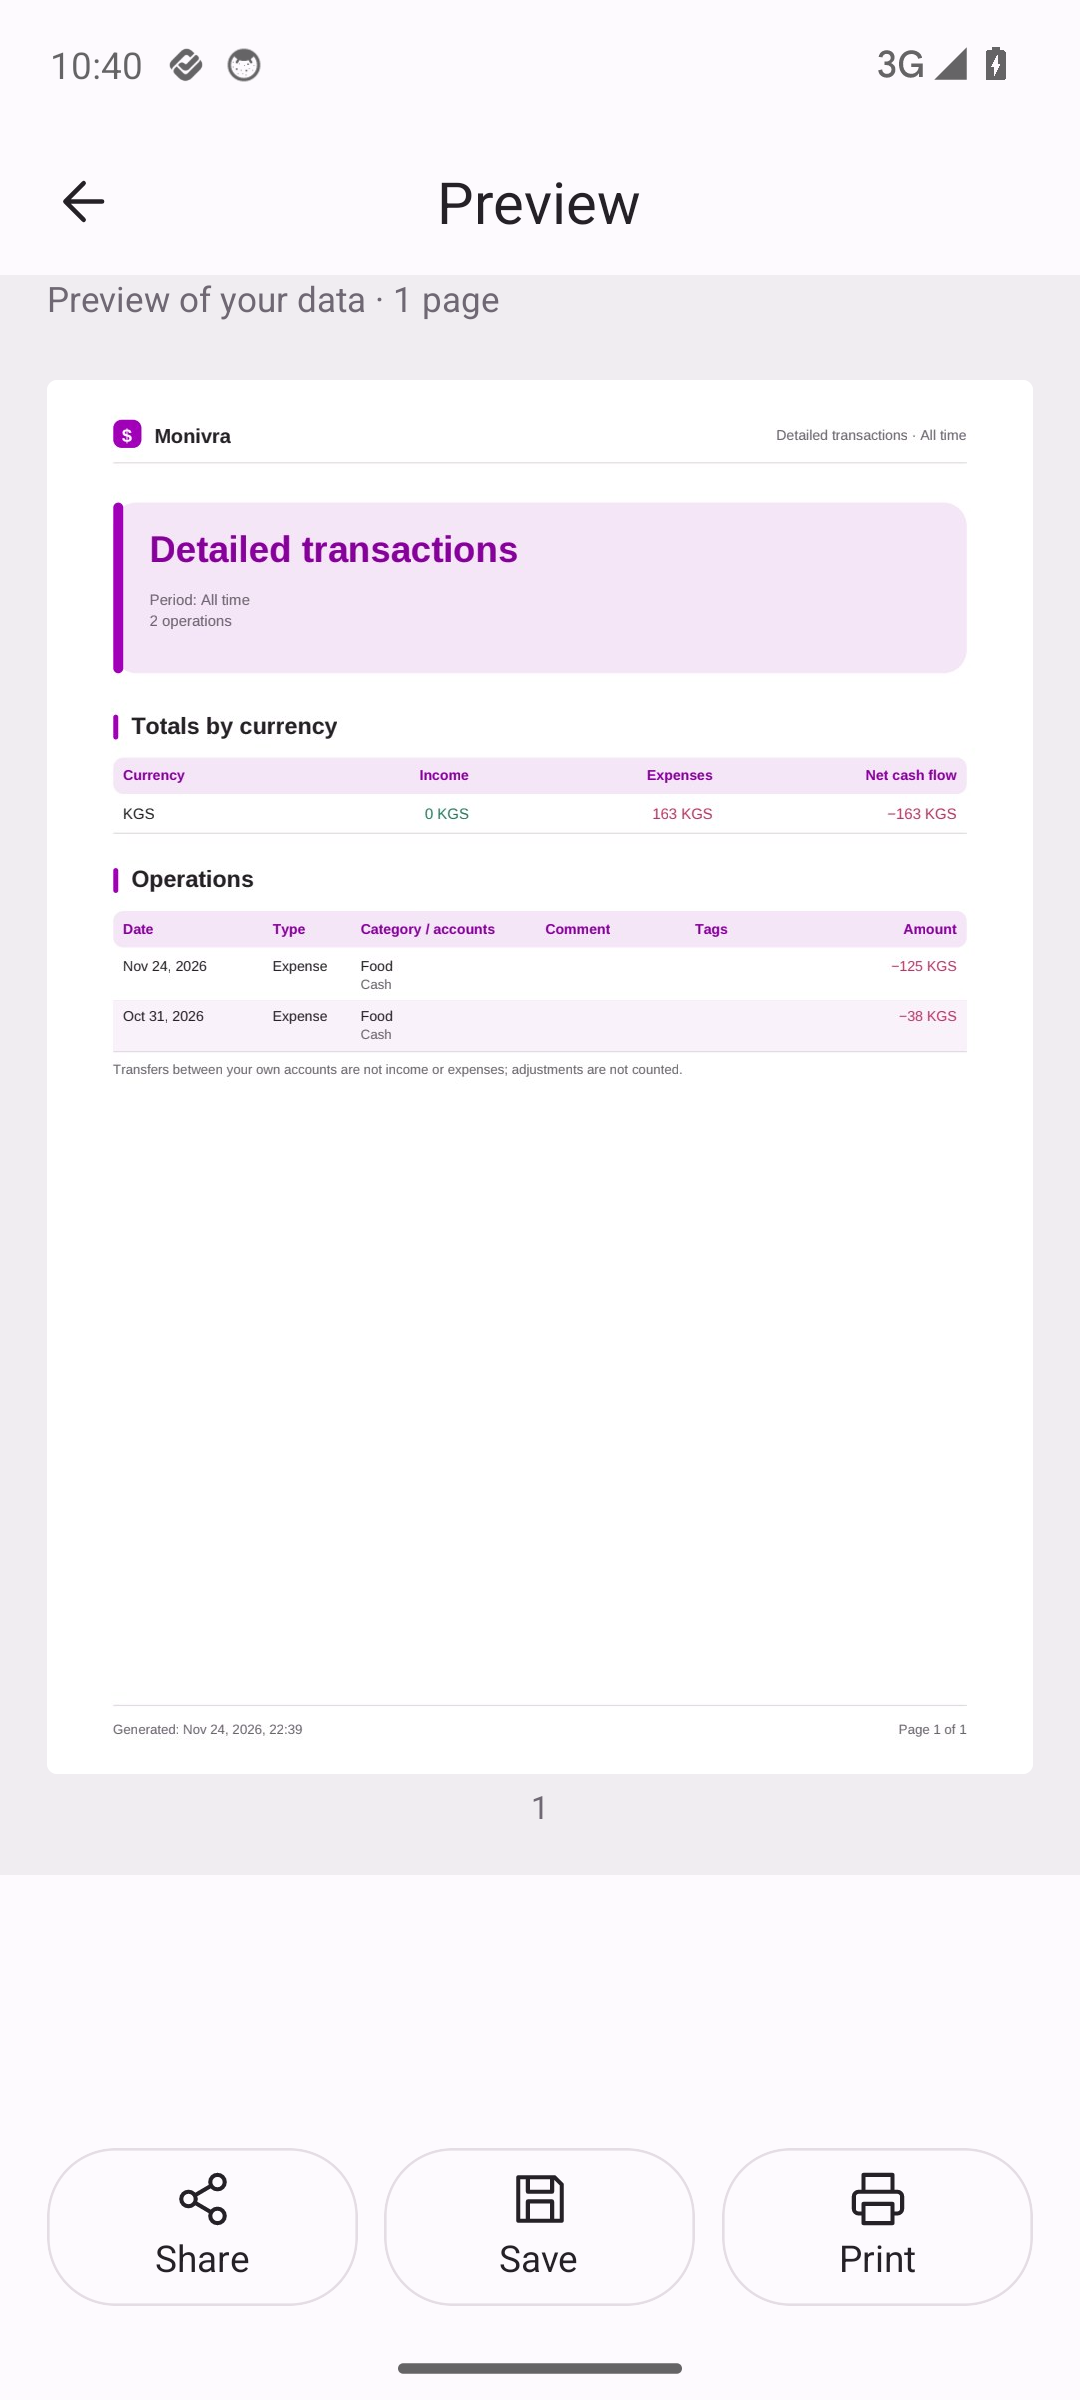 10:40 3G
Preview
Preview of your data · 1 page
$ Monivra Detailed transactions · All time
Detailed transactions
Period: All time
2 operations
Totals by currency
Currency Income Expenses Net cash flow
KGS 0 KGS 163 KGS −163 KGS
Operations
Date Type Category / accounts Comment Tags Amount
Nov 24, 2026 Expense Food −125 KGS
Cash
Oct 31, 2026 Expense Food −38 KGS
Cash
Transfers between your own accounts are not income or expenses; adjustments are not counted.
Generated: Nov 24, 2026, 22:39 Page 1 of 1
1
Share Save Print